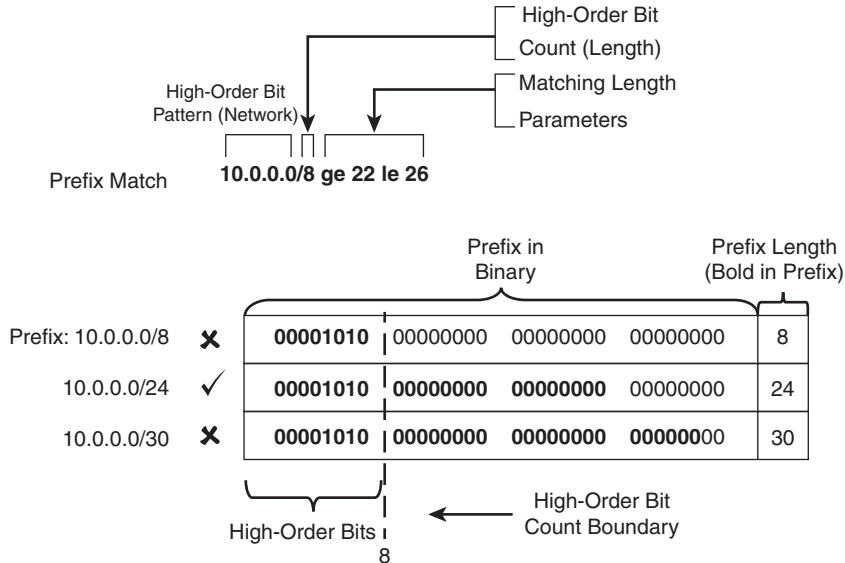 High-Order Bit
Count (Length)
Matching Length
Parameters
High-Order Bit
Pattern (Network)
Prefix Match
10.0.0.0/8 ge 22 le 26
Prefix in
Binary
Prefix Length
(Bold in Prefix)
Prefix: 10.0.0.0/8 ✘ 00001010 00000000 00000000 00000000 8
10.0.0.0/24 ✓ 00001010 00000000 00000000 00000000 24
10.0.0.0/30 ✘ 00001010 00000000 00000000 00000000 30
High-Order Bits
8
High-Order Bit
Count Boundary